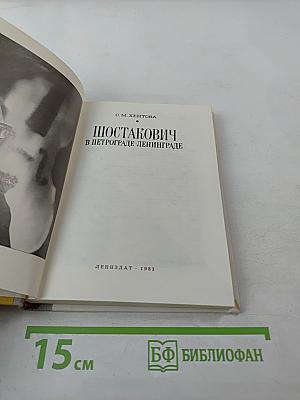 С. М. ХЕНТОВА
ШОСТАКОВИЧ
В ПЕТРОГРАДЕ-ЛЕНИНГРАДЕ
ЛЕНИЗДАТ · 1981
15 см
БФ БИБЛИОФАН